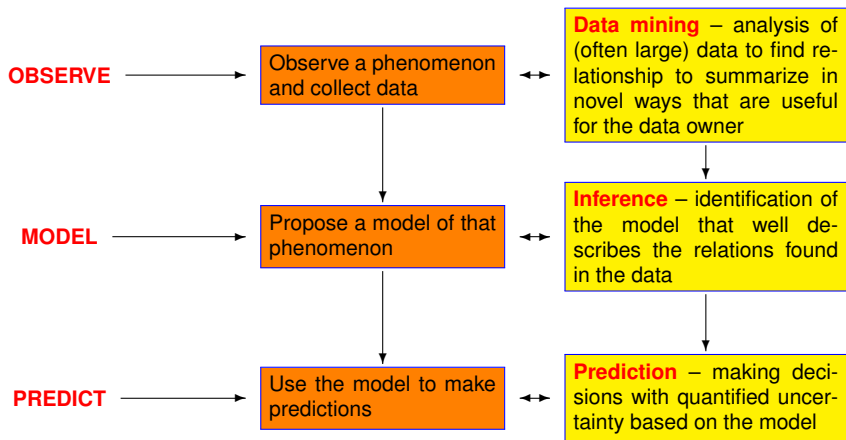 OBSERVE
Observe a phenomenon
and collect data
Data mining – analysis of
(often large) data to find re-
lationship to summarize in
novel ways that are useful
for the data owner
MODEL
Propose a model of that
phenomenon
Inference – identification of
the model that well de-
scribes the relations found
in the data
PREDICT
Use the model to make
predictions
Prediction – making deci-
sions with quantified uncer-
tainty based on the model